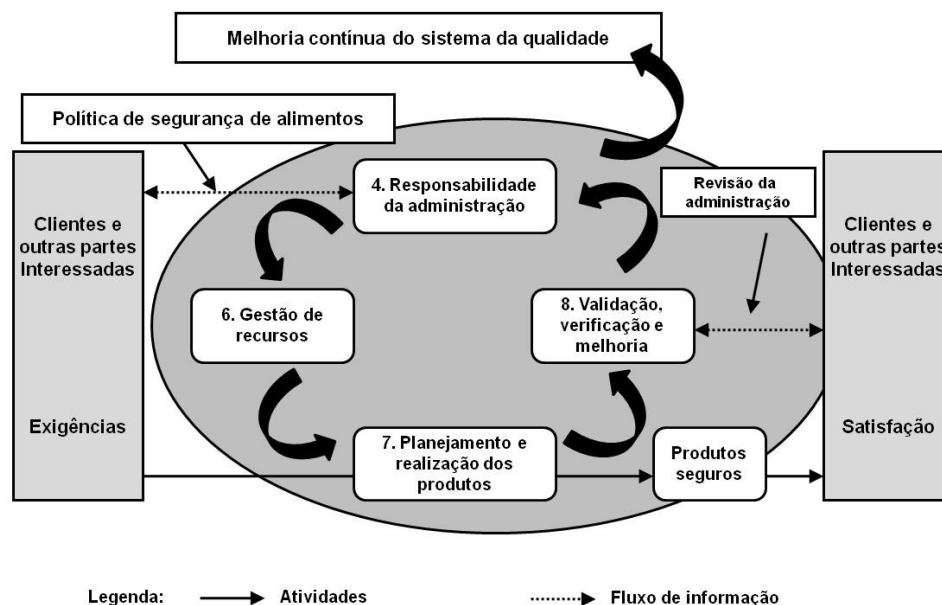 Melhoria contínua do sistema da qualidade
Política de segurança de alimentos
Clientes e
outras partes
Interessadas
Exigências
4. Responsabilidade
da administração
Revisão da
administração
6. Gestão de
recursos
8. Validação,
verificação e
melhoria
7. Planejamento e
realização dos
produtos
Produtos
seguros
Clientes e
outras partes
Interessadas
Satisfação
Legenda:
Atividades
Fluxo de informação